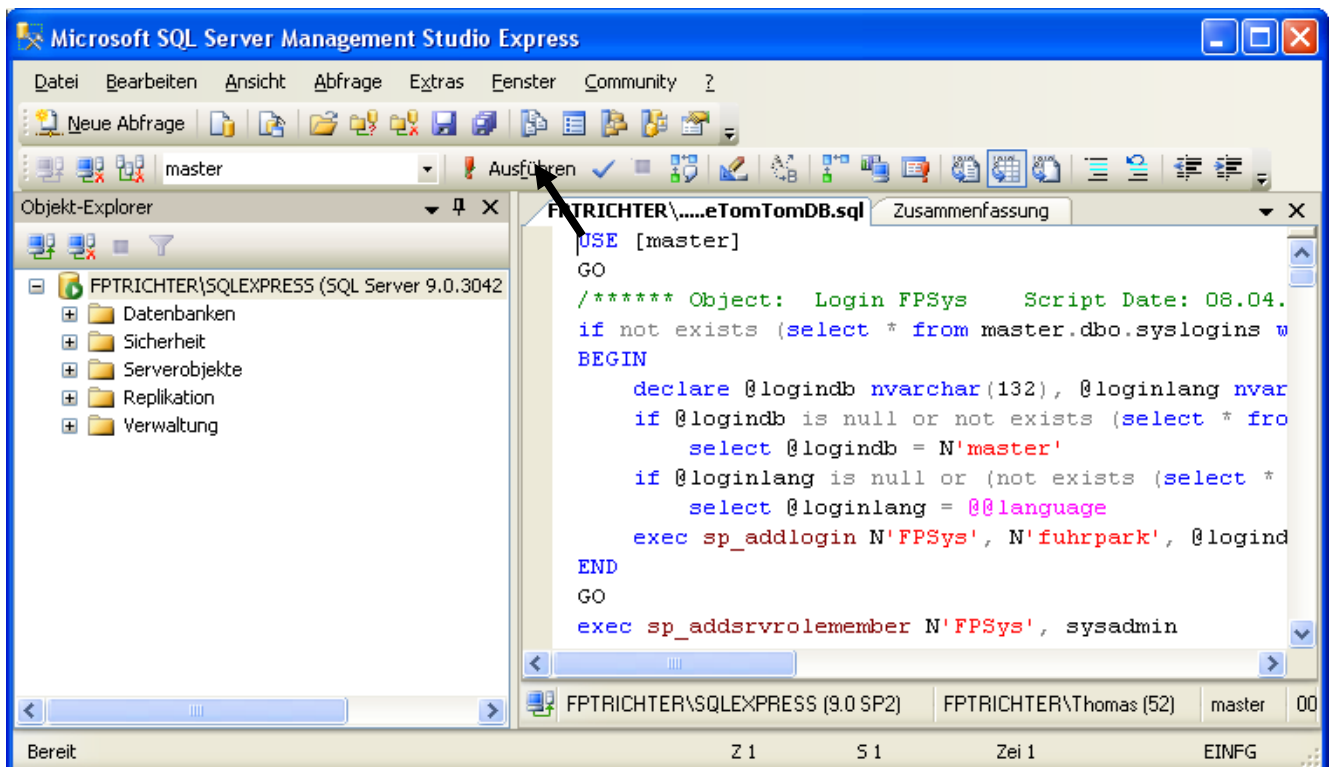 Microsoft SQL Server Management Studio Express
Datei Bearbeiten Ansicht Abfrage Extras Fenster Community ?
Neue Abfrage
master Ausführen
Objekt-Explorer
FPTRICHTER\SQLEXPRESS (SQL Server 9.0.3042
Datenbanken
Sicherheit
Serverobjekte
Replikation
Verwaltung
FPTRICHTER\.....eTomTomDB.sql Zusammenfassung
USE [master]
GO
/****** Object: Login FPSys Script Date: 08.04.
if not exists (select * from master.dbo.syslogins w
BEGIN
declare @logindb nvarchar(132), @loginlang nvar
if @logindb is null or not exists (select * fro
select @logindb = N'master'
if @loginlang is null or (not exists (select *
select @loginlang = @@language
exec sp_addlogin N'FPSys', N'fuhrpark', @logind
END
GO
exec sp_addsrvrolemember N'FPSys', sysadmin
FPTRICHTER\SQLEXPRESS (9.0 SP2) FPTRICHTER\Thomas (52) master 00
Bereit Z 1 S 1 Zei 1 EINFG